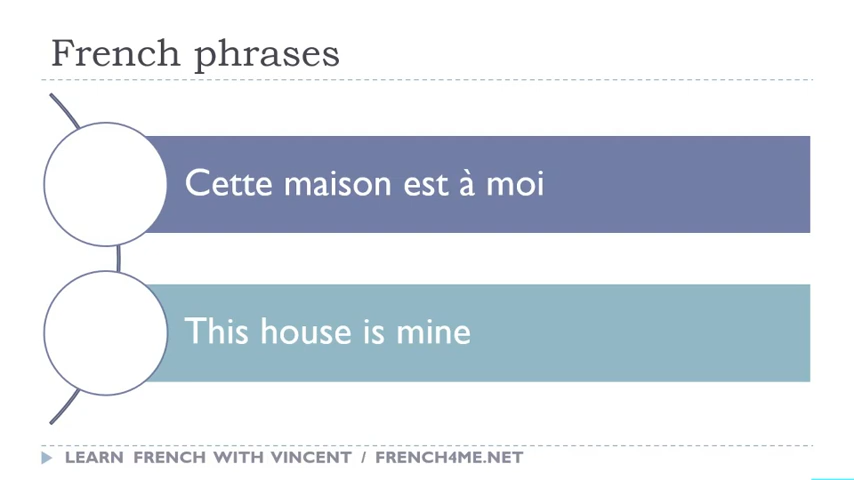 French phrases
Cette maison est à moi
This house is mine
LEARN FRENCH WITH VINCENT / FRENCH4ME.NET